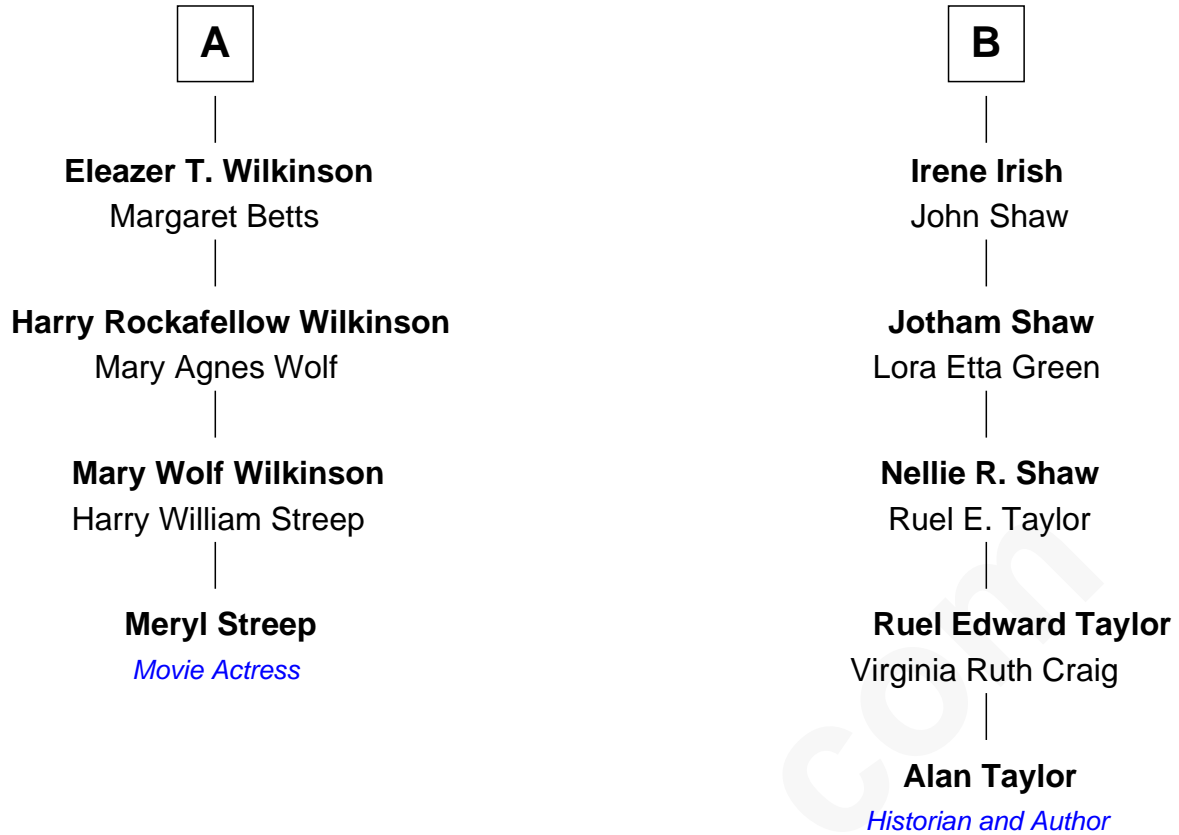 A
Eleazer T. Wilkinson
Margaret Betts
Harry Rockafellow Wilkinson
Mary Agnes Wolf
Mary Wolf Wilkinson
Harry William Streep
Meryl Streep
Movie Actress
B
Irene Irish
John Shaw
Jotham Shaw
Lora Etta Green
Nellie R. Shaw
Ruel E. Taylor
Ruel Edward Taylor
Virginia Ruth Craig
Alan Taylor
Historian and Author
com